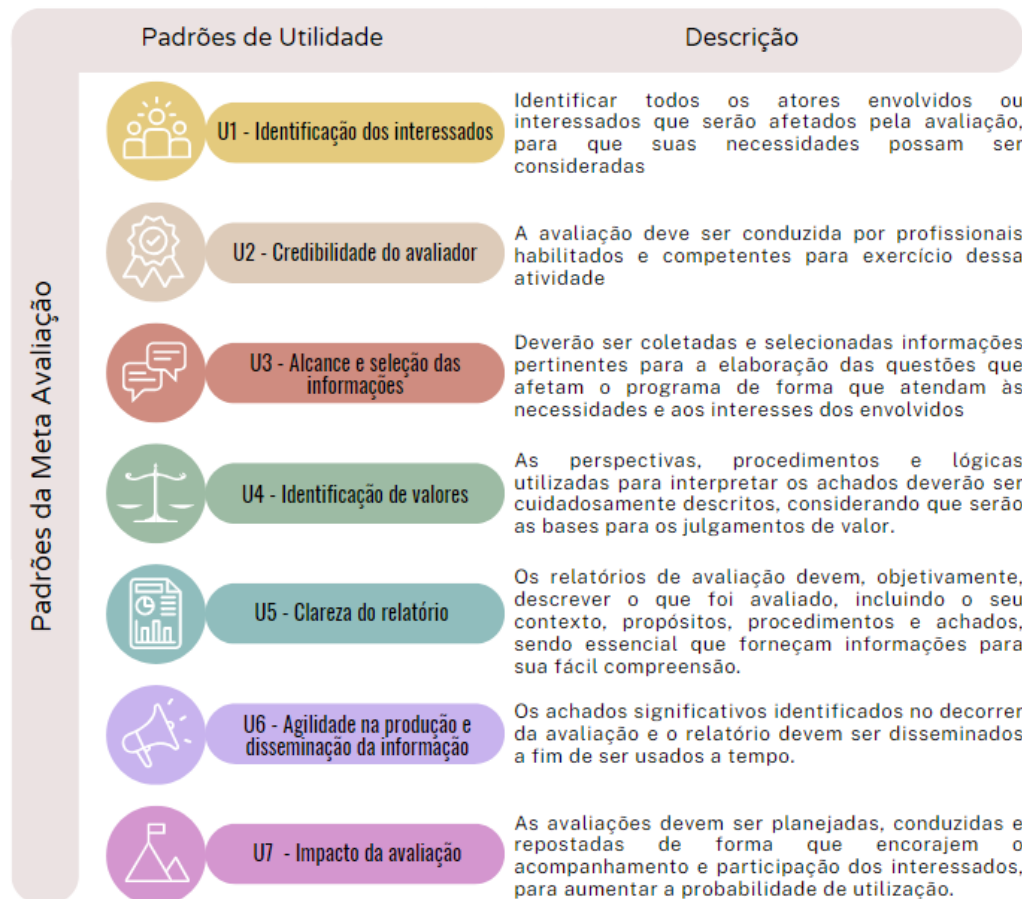 Padrões de Utilidade
Descrição
Padrões da Meta Avaliação
U1 - Identificação dos interessados
Identificar todos os atores envolvidos ou
interessados que serão afetados pela avaliação,
para que suas necessidades possam ser
consideradas
U2 - Credibilidade do avaliador
A avaliação deve ser conduzida por profissionais
habilitados e competentes para exercício dessa
atividade
U3 - Alcance e seleção das
informações
Deverão ser coletadas e selecionadas informações
pertinentes para a elaboração das questões que
afetam o programa de forma que atendam às
necessidades e aos interesses dos envolvidos
U4 - Identificação de valores
As perspectivas, procedimentos e lógicas
utilizadas para interpretar os achados deverão ser
cuidadosamente descritos, considerando que serão
as bases para os julgamentos de valor.
U5 - Clareza do relatório
Os relatórios de avaliação devem, objetivamente,
descrever o que foi avaliado, incluindo o seu
contexto, propósitos, procedimentos e achados,
sendo essencial que forneçam informações para
sua fácil compreensão.
U6 - Agilidade na produção e
disseminação da informação
Os achados significativos identificados no decorrer
da avaliação e o relatório devem ser disseminados
a fim de ser usados a tempo.
U7 - Impacto da avaliação
As avaliações devem ser planejadas, conduzidas e
repostadas de forma que encorajem o
acompanhamento e participação dos interessados,
para aumentar a probabilidade de utilização.